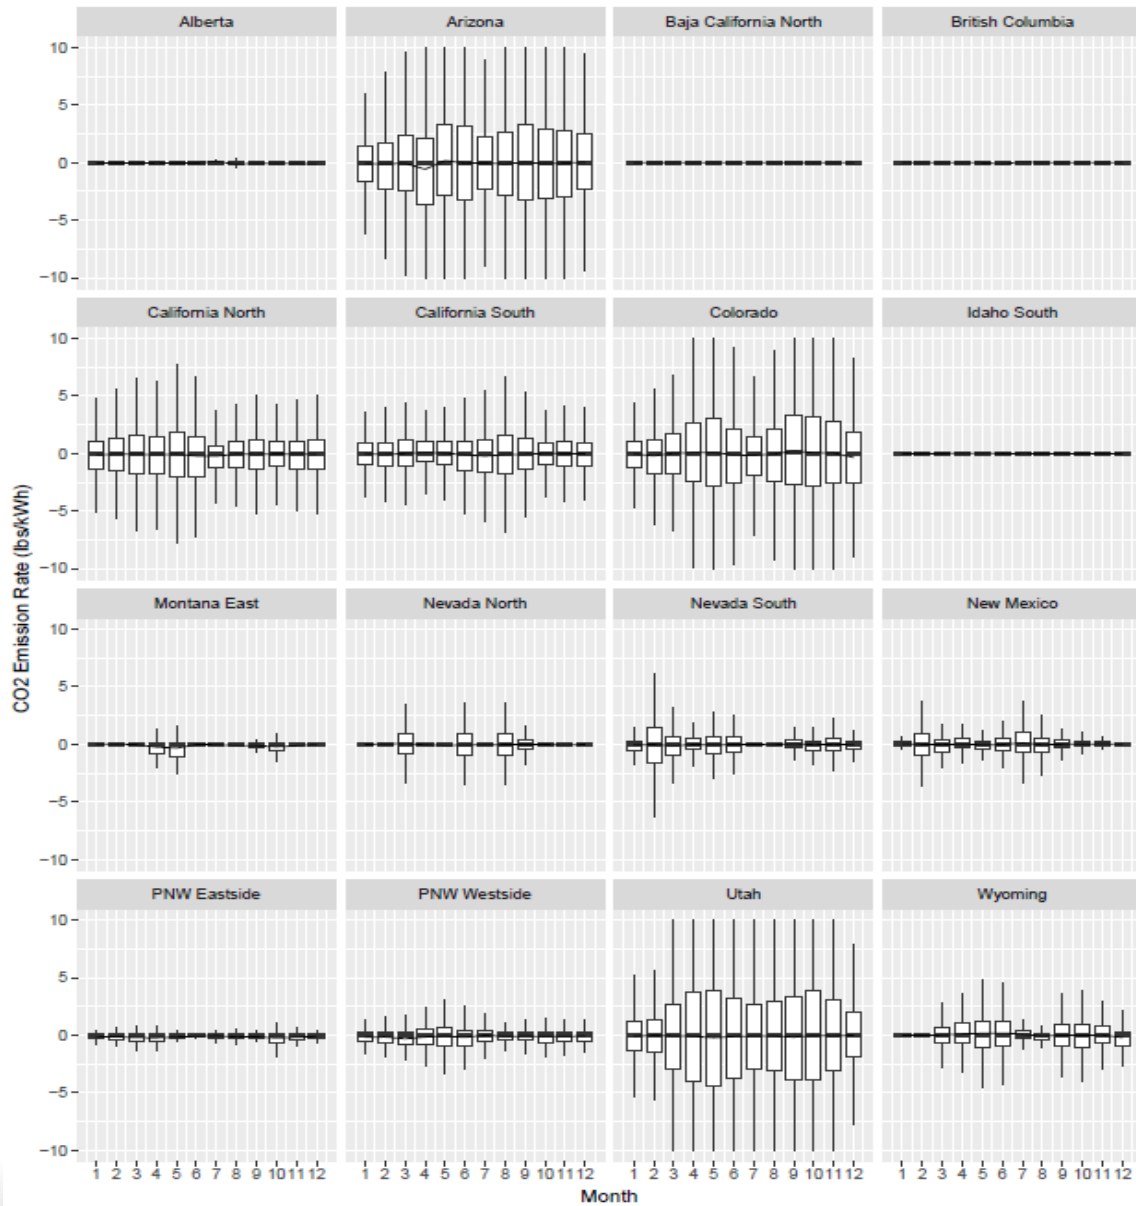 Alberta Arizona Baja California North British Columbia
10
5
0
−5
−10
California North California South Colorado Idaho South
10
5
0
−5
−10
CO2 Emission Rate (lbs/kWh)
Montana East Nevada North Nevada South New Mexico
10
5
0
−5
−10
PNW Eastside PNW Westside Utah Wyoming
10
5
0
−5
−10
1 2 3 4 5 6 7 8 9 10 11 12 1 2 3 4 5 6 7 8 9 10 11 12 1 2 3 4 5 6 7 8 9 10 11 12 1 2 3 4 5 6 7 8 9 10 11 12
Month